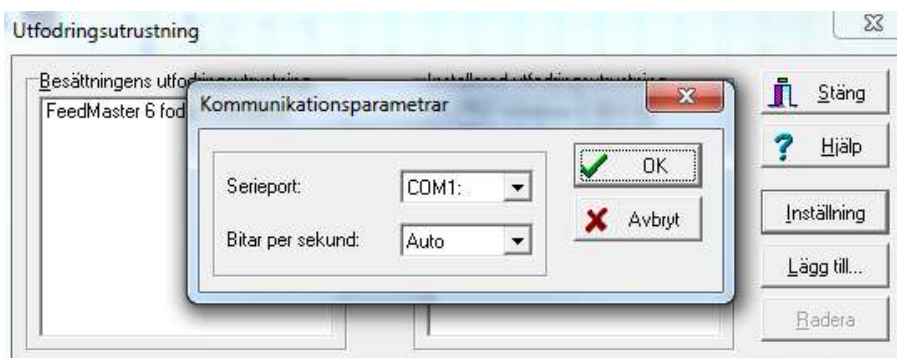 Utfodringsutrustning
Besättningens
FeedMaster 6 fod
Kommunikationsparametrar
Serieport:
COM1:
Bitar per sekund:
Auto
OK
Avbryt
Stäng
Hjälp
Inställning
Lägg till...
Radera